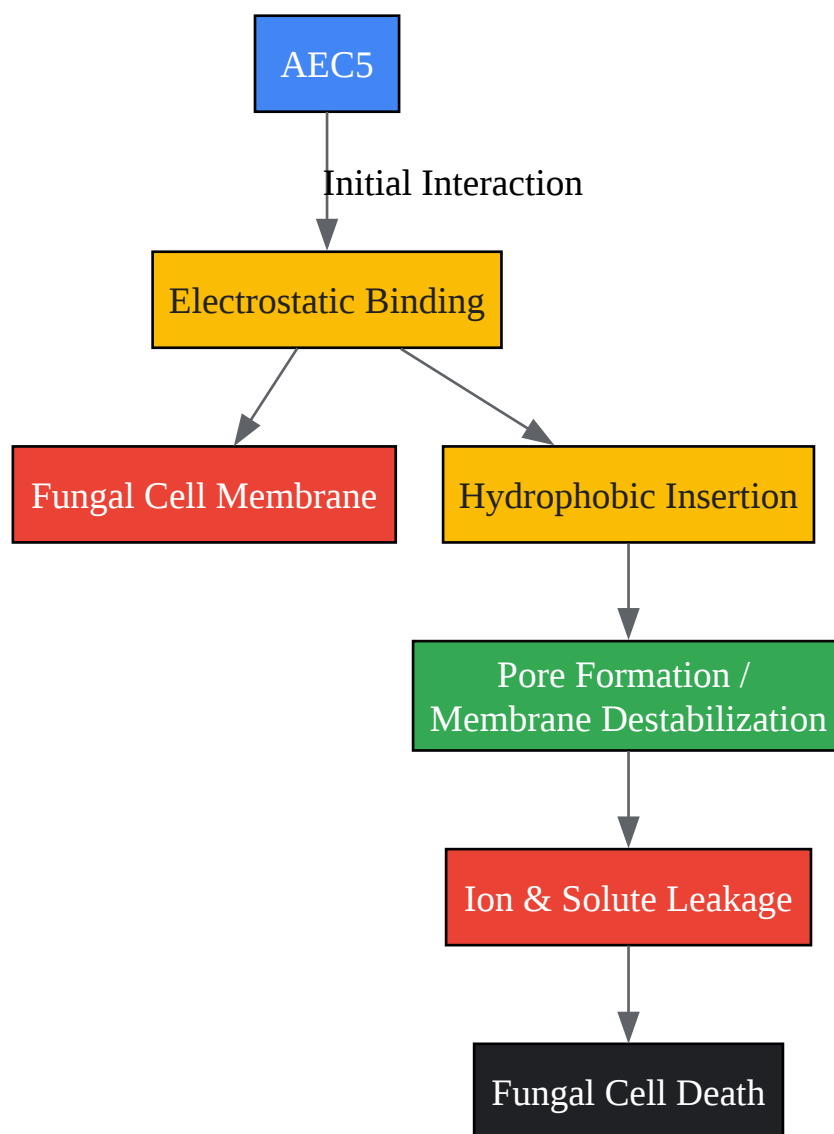 AEC5
Initial Interaction
Electrostatic Binding
Fungal Cell Membrane
Hydrophobic Insertion
Pore Formation /
Membrane Destabilization
Ion & Solute Leakage
Fungal Cell Death